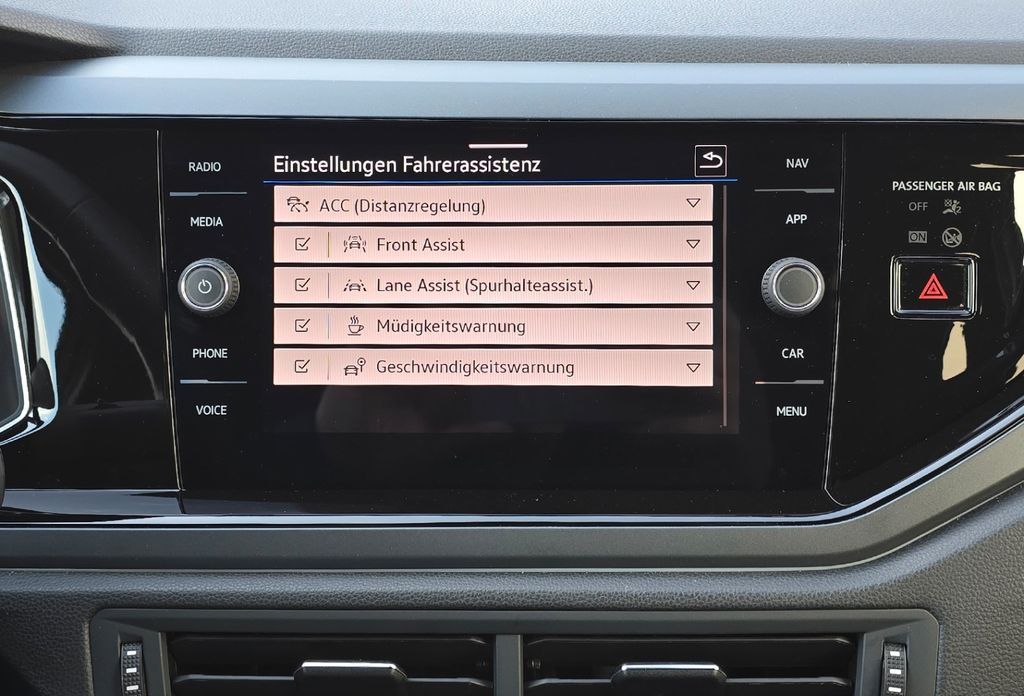 RADIO
MEDIA
PHONE
VOICE
Einstellungen Fahrerassistenz
ACC (Distanzregelung)
Front Assist
Lane Assist (Spurhalteassist.)
Müdigkeitswarnung
Geschwindigkeitswarnung
NAV
APP
CAR
MENU
PASSENGER AIR BAG
OFF
ON